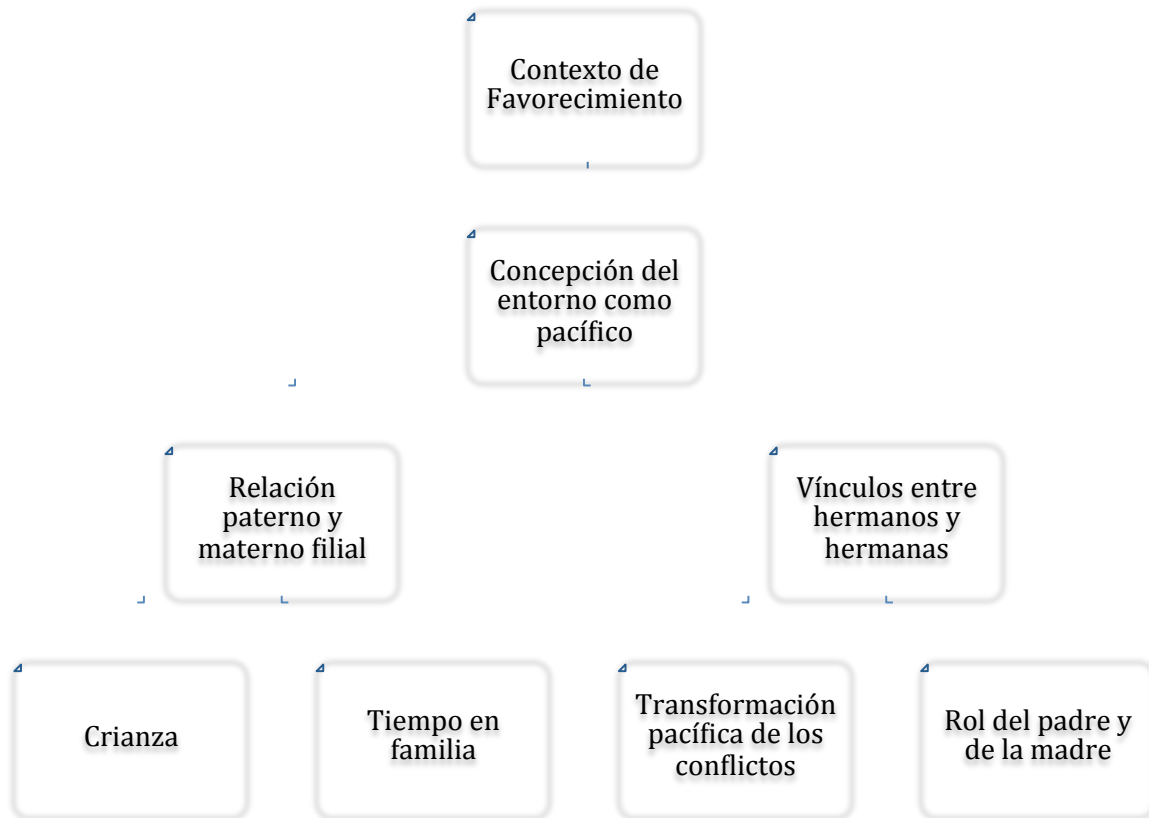 Contexto de
Favorecimiento
Concepción del
entorno como
pacífico
Relación
paterno y
materno filial
Vínculos entre
hermanos y
hermanas
Crianza
Tiempo en
familia
Transformación
pacífica de los
conflictos
Rol del padre y
de la madre